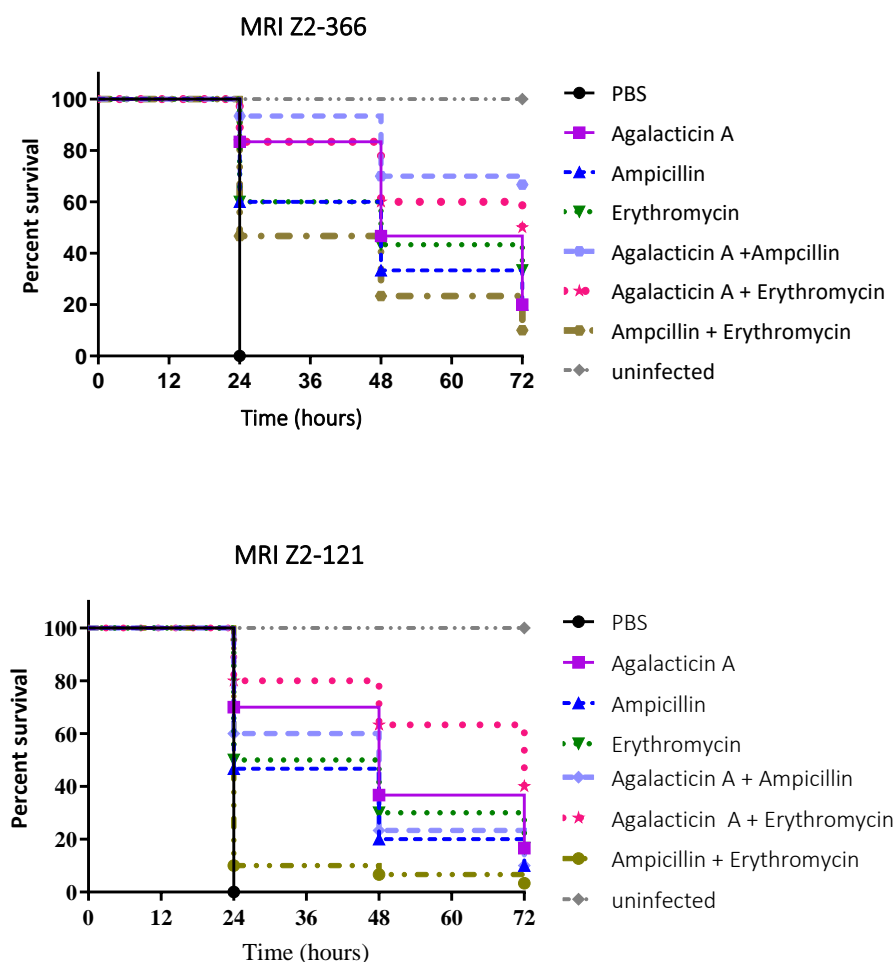 MRI Z2-366
Percent survival
100
80
60
40
20
0
0 12 24 36 48 60 72
Time (hours)
PBS
Agalacticin A
Ampicillin
Erythromycin
Agalacticin A +Ampcillin
Agalacticin A + Erythromycin
Ampcillin + Erythromycin
uninfected
MRI Z2-121
Percent survival
100
80
60
40
20
0
0 12 24 36 48 60 72
Time (hours)
PBS
Agalacticin A
Ampicillin
Erythromycin
Agalacticin A + Ampicillin
Agalacticin A + Erythromycin
Ampicillin + Erythromycin
uninfected